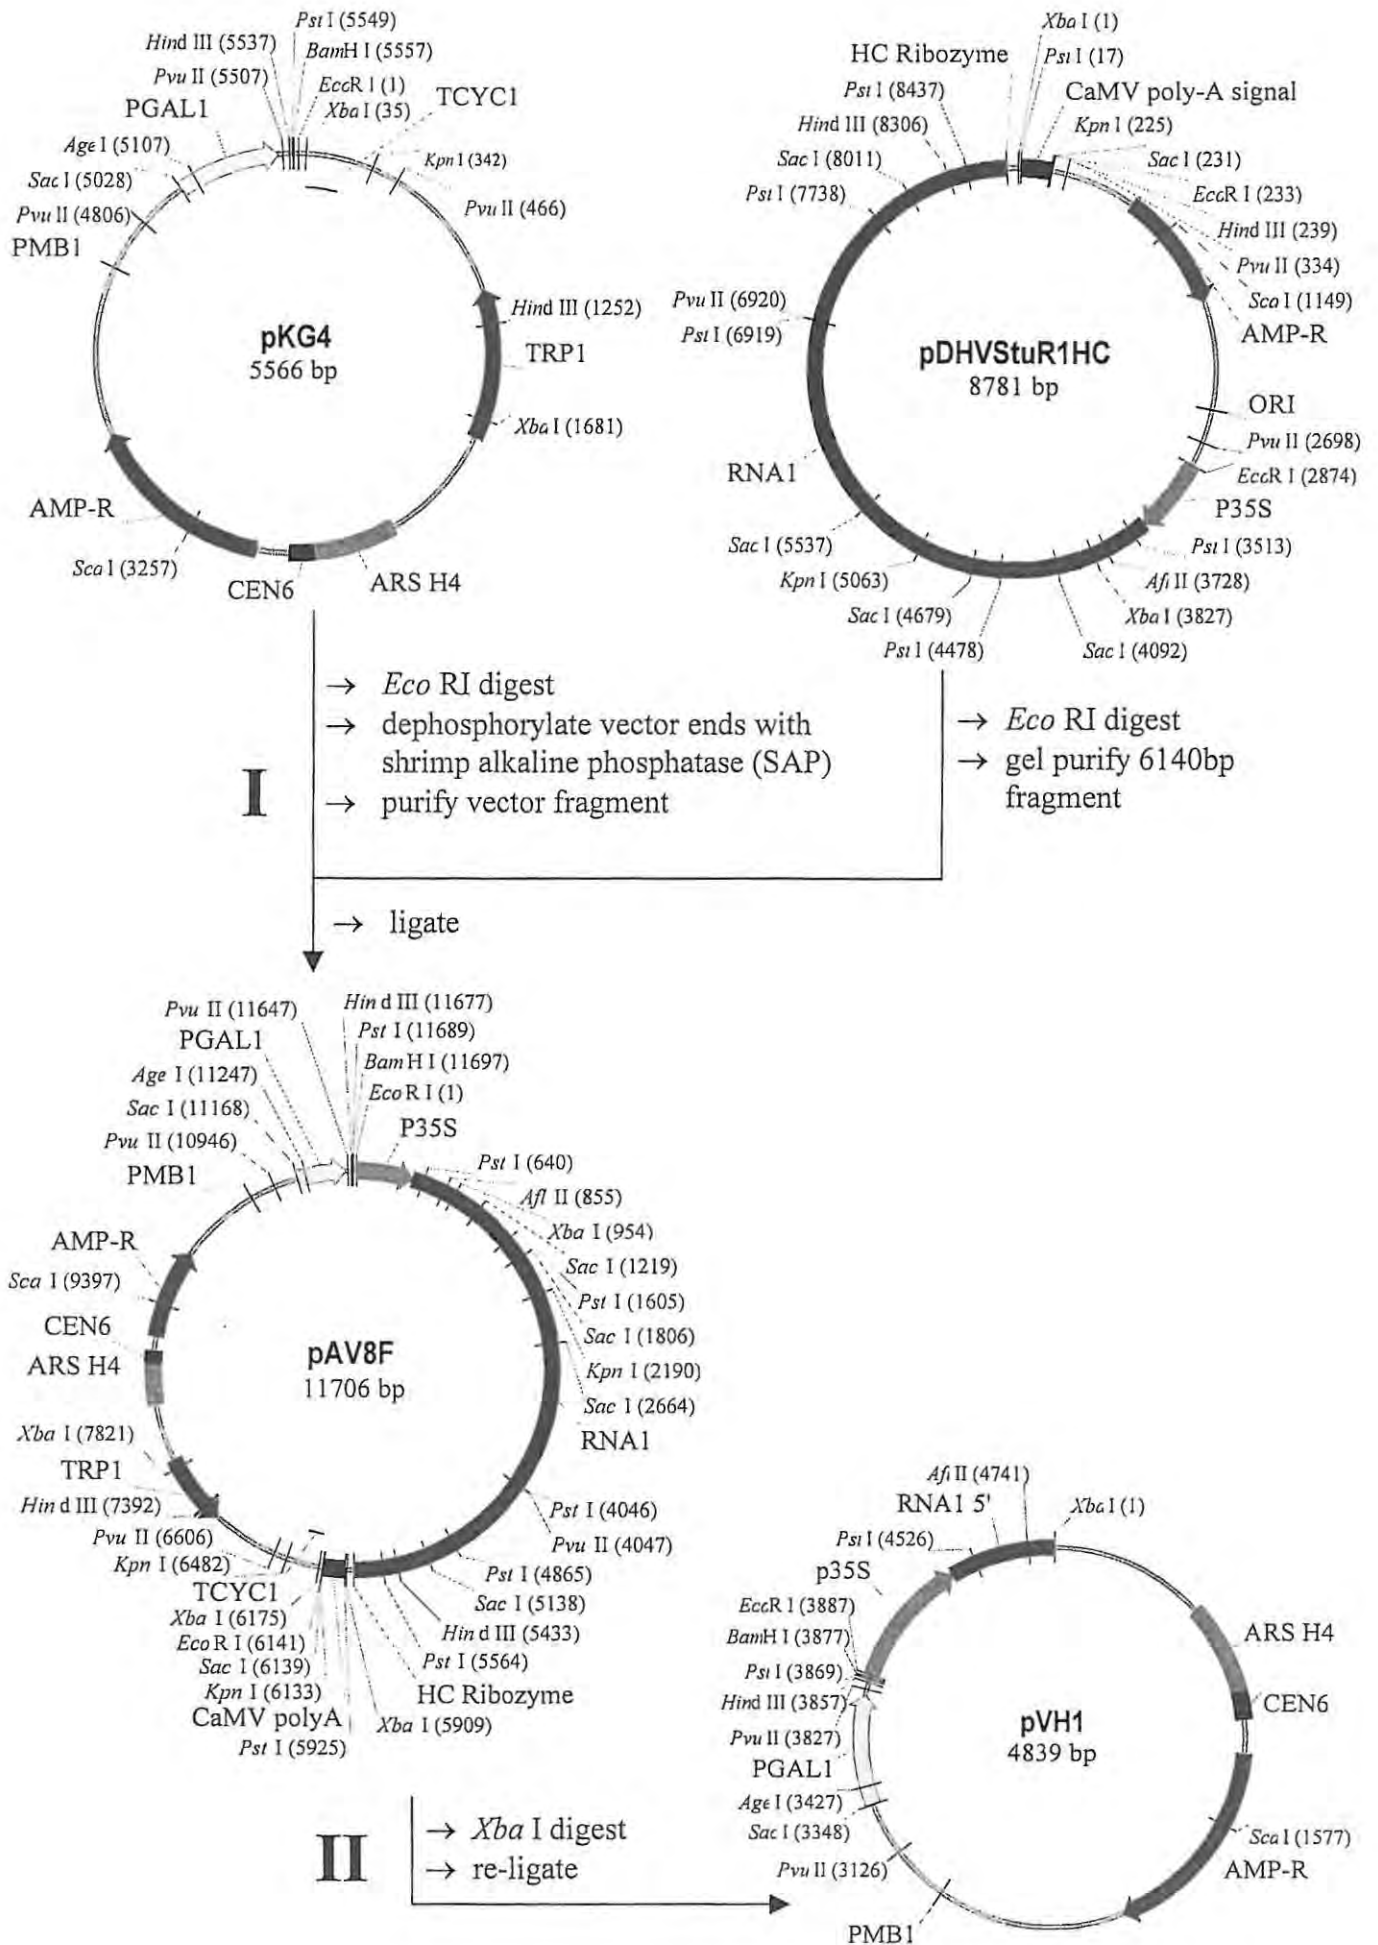 Pst I (5549)
Hind III (5537)
BamH I (5557)
Pvu II (5507)
EccR I (1)
PGAL1
Xba I (35)
TCYC1
Age I (5107)
Kpn I (342)
Sac I (5028)
Pvu II (466)
Pvu II (4806)
PMB1
Hind III (1252)
pKG4
5566 bp
TRP1
Xba I (1681)
AMP-R
Sca I (3257)
CEN6
ARS H4
Xba I (1)
HC Ribozyme
Pst I (17)
Pst I (8437)
CaMV poly-A signal
Hind III (8306)
Kpn I (225)
Sac I (8011)
Sac I (231)
Pst I (7738)
EccR I (233)
Hind III (239)
Pvu II (334)
Pvu II (6920)
Sca I (1149)
Pst I (6919)
AMP-R
pDHVStuR1HC
8781 bp
ORI
Pvu II (2698)
RNA1
EccR I (2874)
P35S
Sac I (5537)
Pst I (3513)
Kpn I (5063)
Afl II (3728)
Sac I (4679)
Xba I (3827)
Pst I (4478)
Sac I (4092)
I
→ Eco RI digest
→ dephosphorylate vector ends with
shrimp alkaline phosphatase (SAP)
→ purify vector fragment
→ Eco RI digest
→ gel purify 6140bp
fragment
→ ligate
Pvu II (11647)
Hin d III (11677)
PGAL1
Pst I (11689)
Age I (11247)
Bam H I (11697)
Sac I (11168)
Eco R I (1)
Pvu II (10946)
P35S
PMB1
Pst I (640)
Afl II (855)
AMP-R
Xba I (954)
Sca I (9397)
Sac I (1219)
Pst I (1605)
CEN6
Sac I (1806)
ARS H4
pAV8F
11706 bp
Kpn I (2190)
Sac I (2664)
Xba I (7821)
RNA1
TRP1
Hin d III (7392)
Pst I (4046)
Pvu II (6606)
Pvu II (4047)
Kpn I (6482)
Pst I (4865)
TCYC1
Sac I (5138)
Xba I (6175)
Hin d III (5433)
Eco R I (6141)
Pst I (5564)
Sac I (6139)
HC Ribozyme
Kpn I (6133)
CaMV polyA
Xba I (5909)
Pst I (5925)
Afl II (4741)
RNA1 5'
Xba I (1)
Pst I (4526)
p35S
EccR I (3887)
BamH I (3877)
ARS H4
Pst I (3869)
Hind III (3857)
CEN6
Pvu II (3827)
pVH1
4839 bp
PGAL1
Age I (3427)
Sac I (3348)
Sca I (1577)
Pvu II (3126)
AMP-R
PMB1
II
→ Xba I digest
→ re-ligate